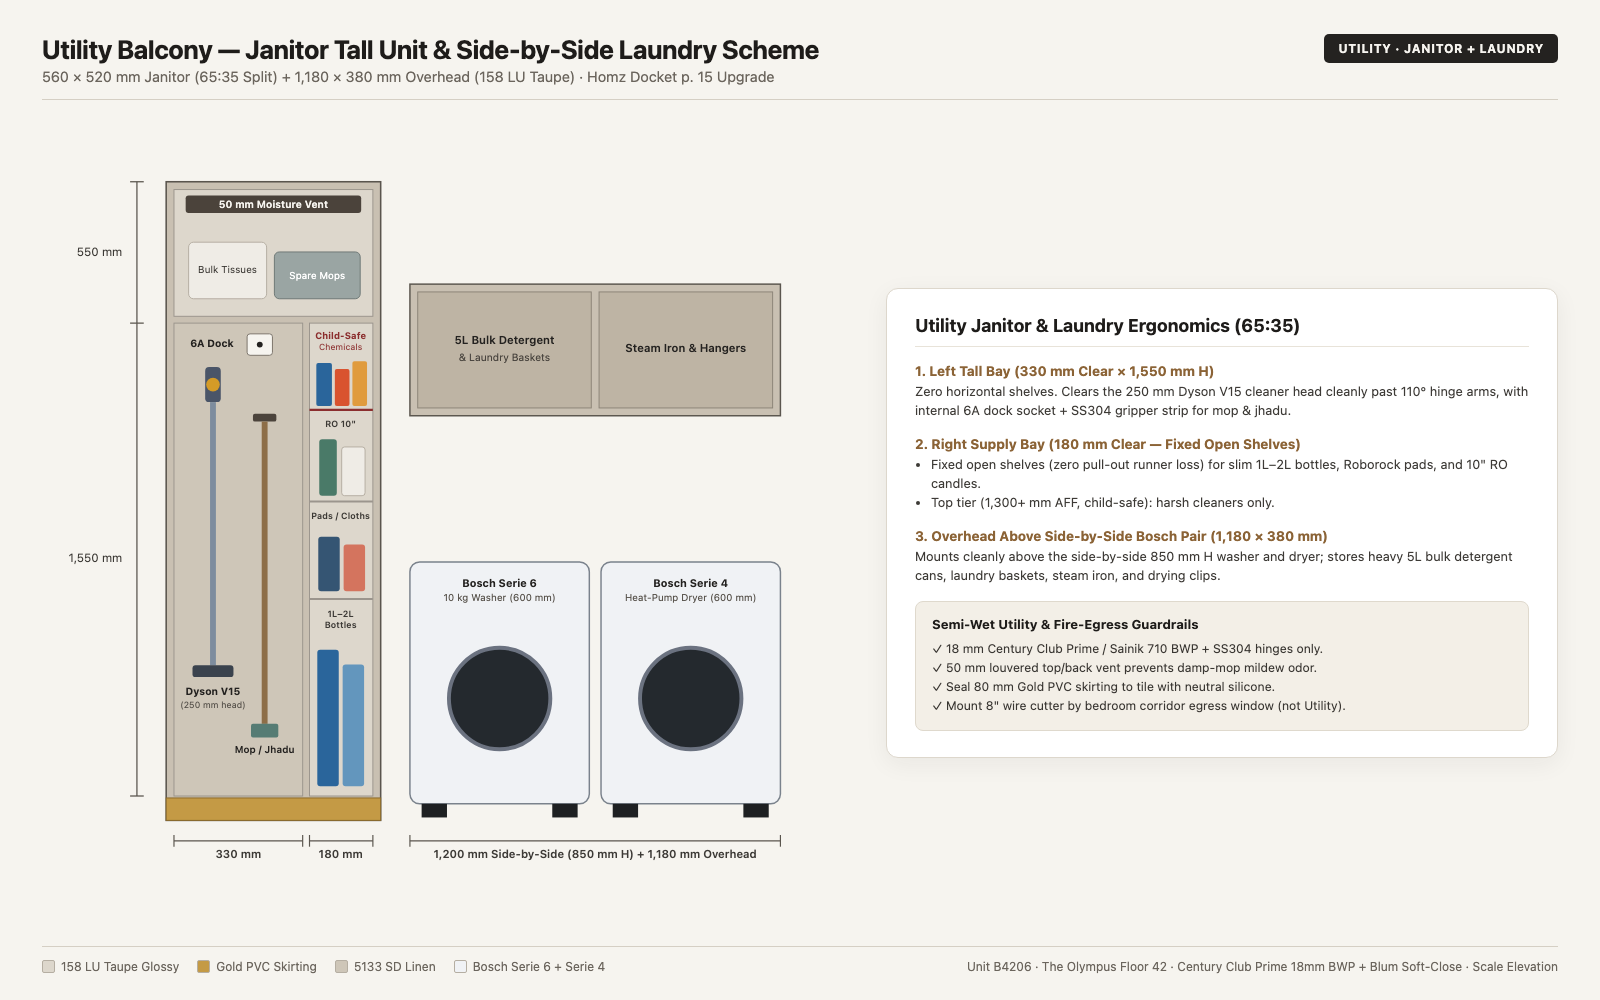 Utility Balcony — Janitor Tall Unit & Side-by-Side Laundry Scheme
560 × 520 mm Janitor (65:35 Split) + 1,180 × 380 mm Overhead (158 LU Taupe) · Homz Docket p. 15 Upgrade
UTILITY · JANITOR + LAUNDRY
550 mm
1,550 mm
50 mm Moisture Vent
Bulk Tissues
Spare Mops
6A Dock
Dyson V15
(250 mm head)
Mop / Jhadu
Child-Safe
Chemicals
RO 10"
Pads / Cloths
1L–2L
Bottles
330 mm
180 mm
5L Bulk Detergent
& Laundry Baskets
Steam Iron & Hangers
Bosch Serie 6
10 kg Washer (600 mm)
Bosch Serie 4
Heat-Pump Dryer (600 mm)
1,200 mm Side-by-Side (850 mm H) + 1,180 mm Overhead
Utility Janitor & Laundry Ergonomics (65:35)
1. Left Tall Bay (330 mm Clear × 1,550 mm H)
Zero horizontal shelves. Clears the 250 mm Dyson V15 cleaner head cleanly past 110° hinge arms, with
internal 6A dock socket + SS304 gripper strip for mop & jhadu.
2. Right Supply Bay (180 mm Clear — Fixed Open Shelves)
• Fixed open shelves (zero pull-out runner loss) for slim 1L–2L bottles, Roborock pads, and 10" RO
candles.
• Top tier (1,300+ mm AFF, child-safe): harsh cleaners only.
3. Overhead Above Side-by-Side Bosch Pair (1,180 × 380 mm)
Mounts cleanly above the side-by-side 850 mm H washer and dryer; stores heavy 5L bulk detergent
cans, laundry baskets, steam iron, and drying clips.
Semi-Wet Utility & Fire-Egress Guardrails
✓ 18 mm Century Club Prime / Sainik 710 BWP + SS304 hinges only.
✓ 50 mm louvered top/back vent prevents damp-mop mildew odor.
✓ Seal 80 mm Gold PVC skirting to tile with neutral silicone.
✓ Mount 8" wire cutter by bedroom corridor egress window (not Utility).
158 LU Taupe Glossy
Gold PVC Skirting
5133 SD Linen
Bosch Serie 6 + Serie 4
Unit B4206 · The Olympus Floor 42 · Century Club Prime 18mm BWP + Blum Soft-Close · Scale Elevation